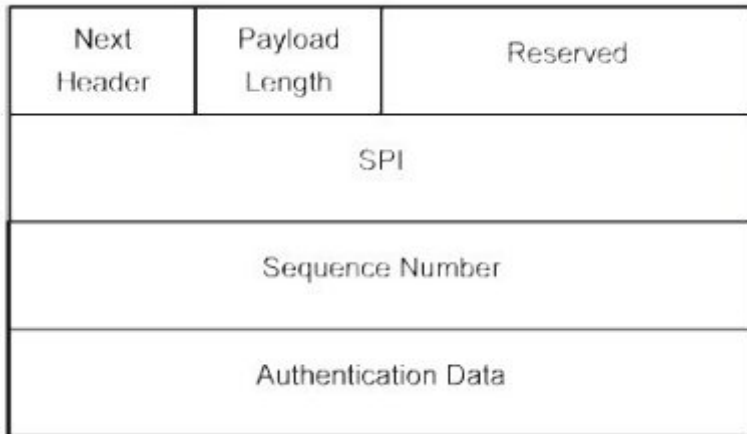 Next
Header
Payload
Length
Reserved
SPI
Sequence Number
Authentication Data